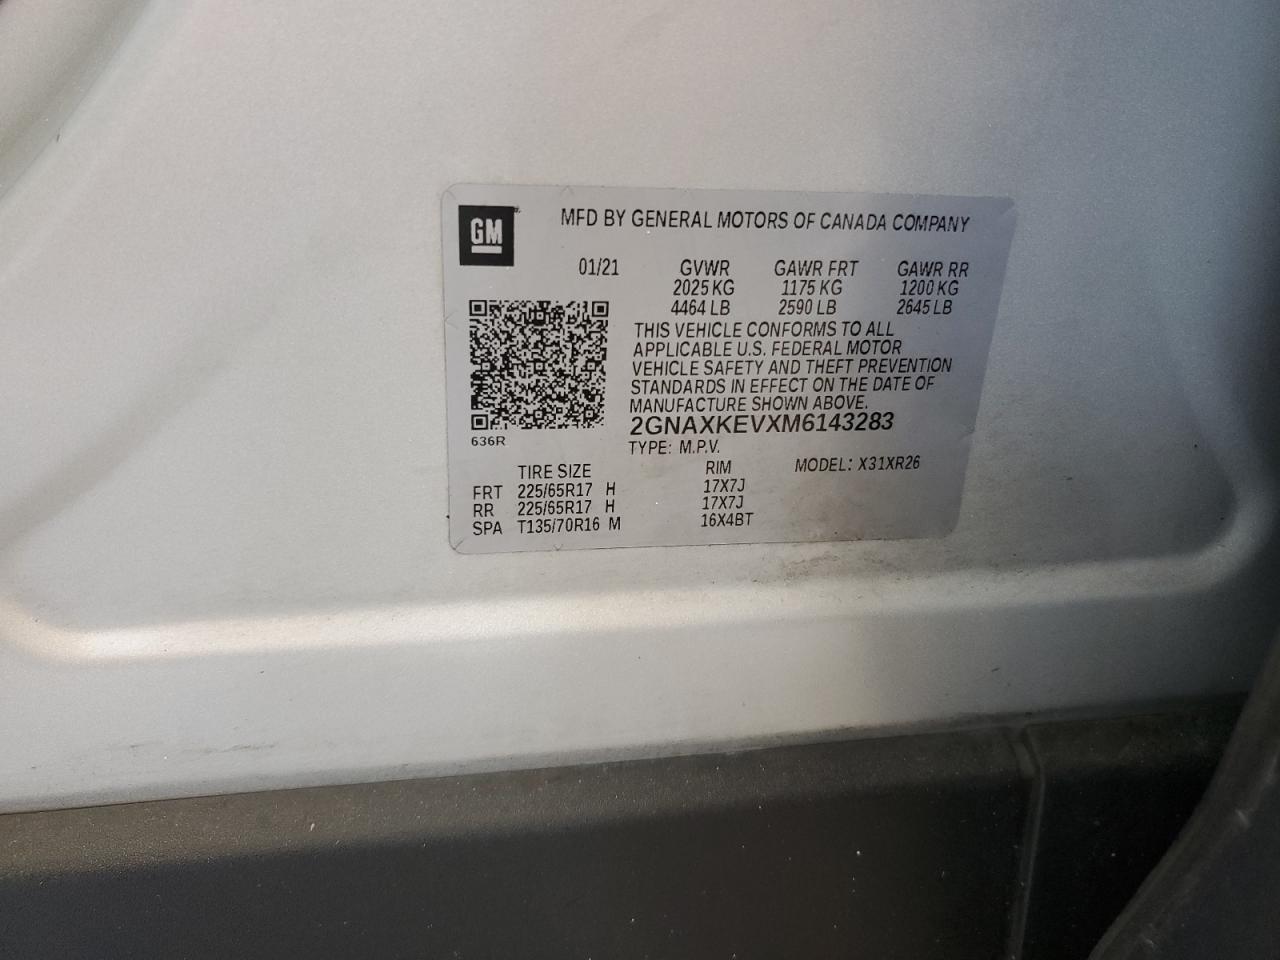 GM
MFD BY GENERAL MOTORS OF CANADA COMPANY
01/21 GVWR GAWR FRT GAWR RR
2025 KG 1175 KG 1200 KG
4464 LB 2590 LB 2645 LB
THIS VEHICLE CONFORMS TO ALL
APPLICABLE U.S. FEDERAL MOTOR
VEHICLE SAFETY AND THEFT PREVENTION
STANDARDS IN EFFECT ON THE DATE OF
MANUFACTURE SHOWN ABOVE.
2GNAXKEVXM6143283
636R
TYPE: M.P.V.
TIRE SIZE RIM MODEL: X31XR26
FRT 225/65R17 H 17X7J
RR 225/65R17 H 17X7J
SPA T135/70R16 M 16X4BT